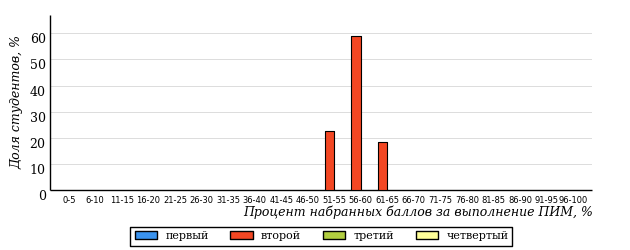 Доля студентов, %
60
50
40
30
20
10
0
0-5 6-10 11-15 16-20 21-25 26-30 31-35 36-40 41-45 46-50 51-55 56-60 61-65 66-70 71-75 76-80 81-85 86-90 91-95 96-100
Процент набранных баллов за выполнение ПИМ, %
первый второй третий четвертый